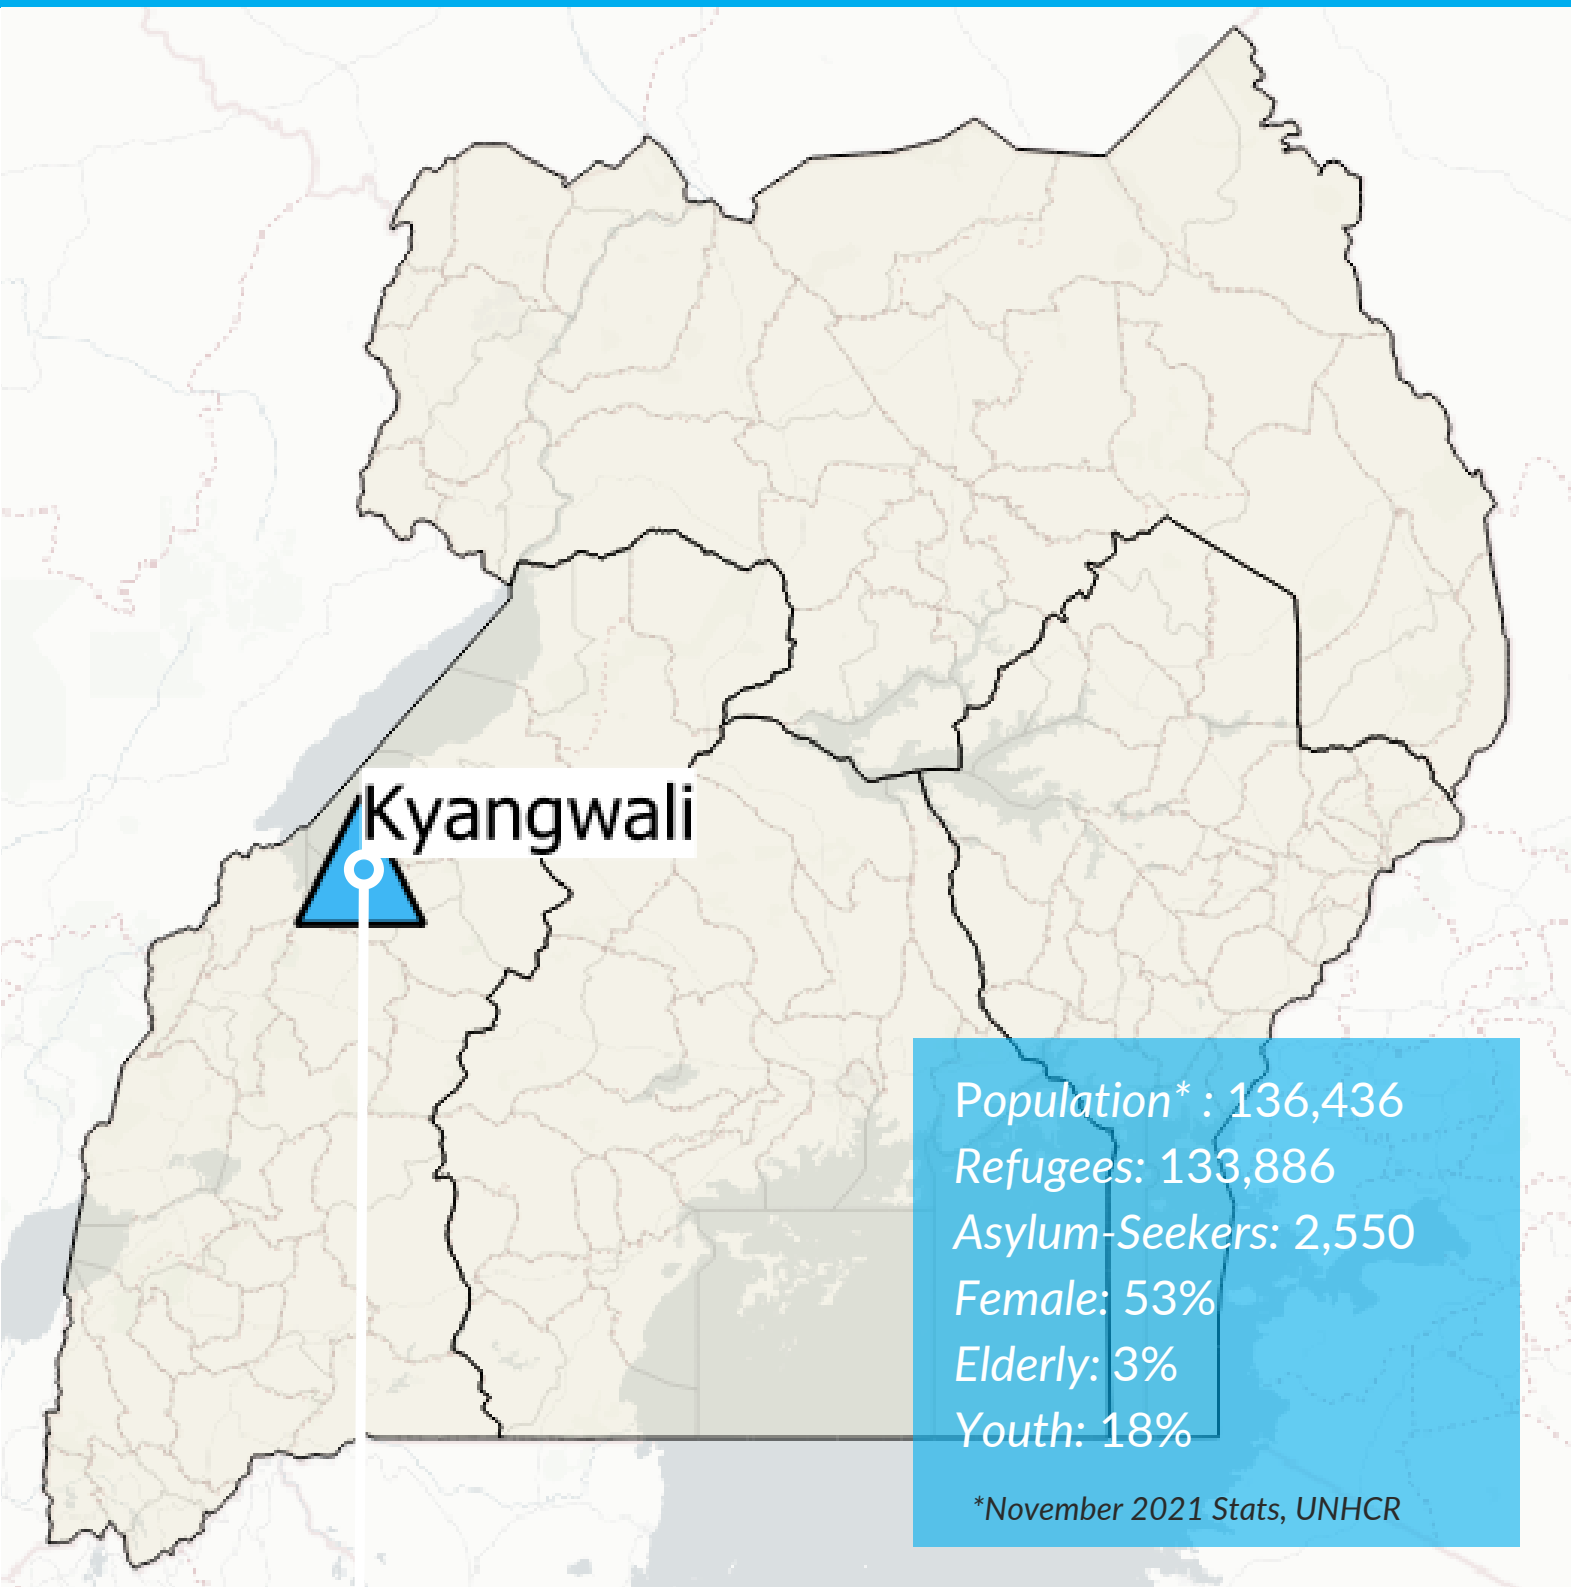 Kyangwali
Population* : 136,436
Refugees: 133,886
Asylum-Seekers: 2,550
Female: 53%
Elderly: 3%
Youth: 18%
*November 2021 Stats, UNHCR